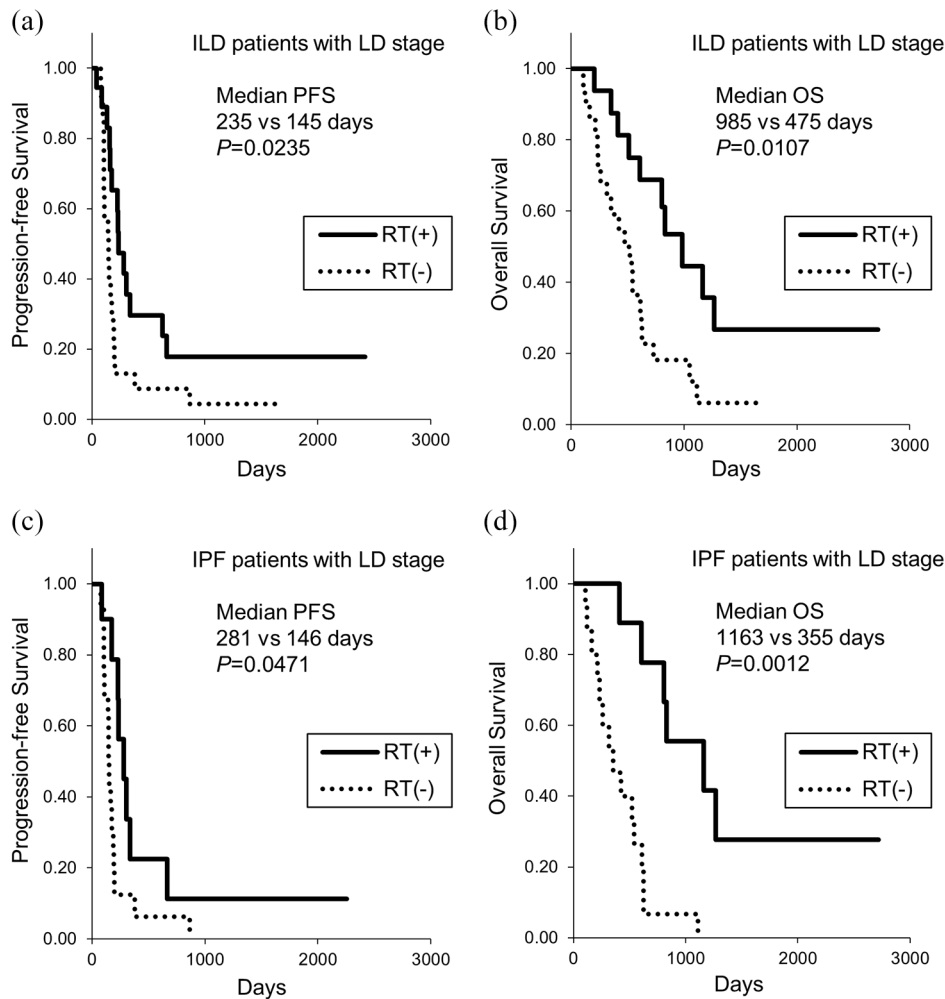 (a)
ILD patients with LD stage
Median PFS
235 vs 145 days
P=0.0235
RT(+)
RT(-)
Progression-free Survival
1.00
0.80
0.60
0.40
0.20
0.00
0
1000
2000
3000
Days
(b)
ILD patients with LD stage
Median OS
985 vs 475 days
P=0.0107
RT(+)
RT(-)
Overall Survival
1.00
0.80
0.60
0.40
0.20
0.00
0
1000
2000
3000
Days
(c)
IPF patients with LD stage
Median PFS
281 vs 146 days
P=0.0471
RT(+)
RT(-)
Progression-free Survival
1.00
0.80
0.60
0.40
0.20
0.00
0
1000
2000
3000
Days
(d)
IPF patients with LD stage
Median OS
1163 vs 355 days
P=0.0012
RT(+)
RT(-)
Overall Survival
1.00
0.80
0.60
0.40
0.20
0.00
0
1000
2000
3000
Days